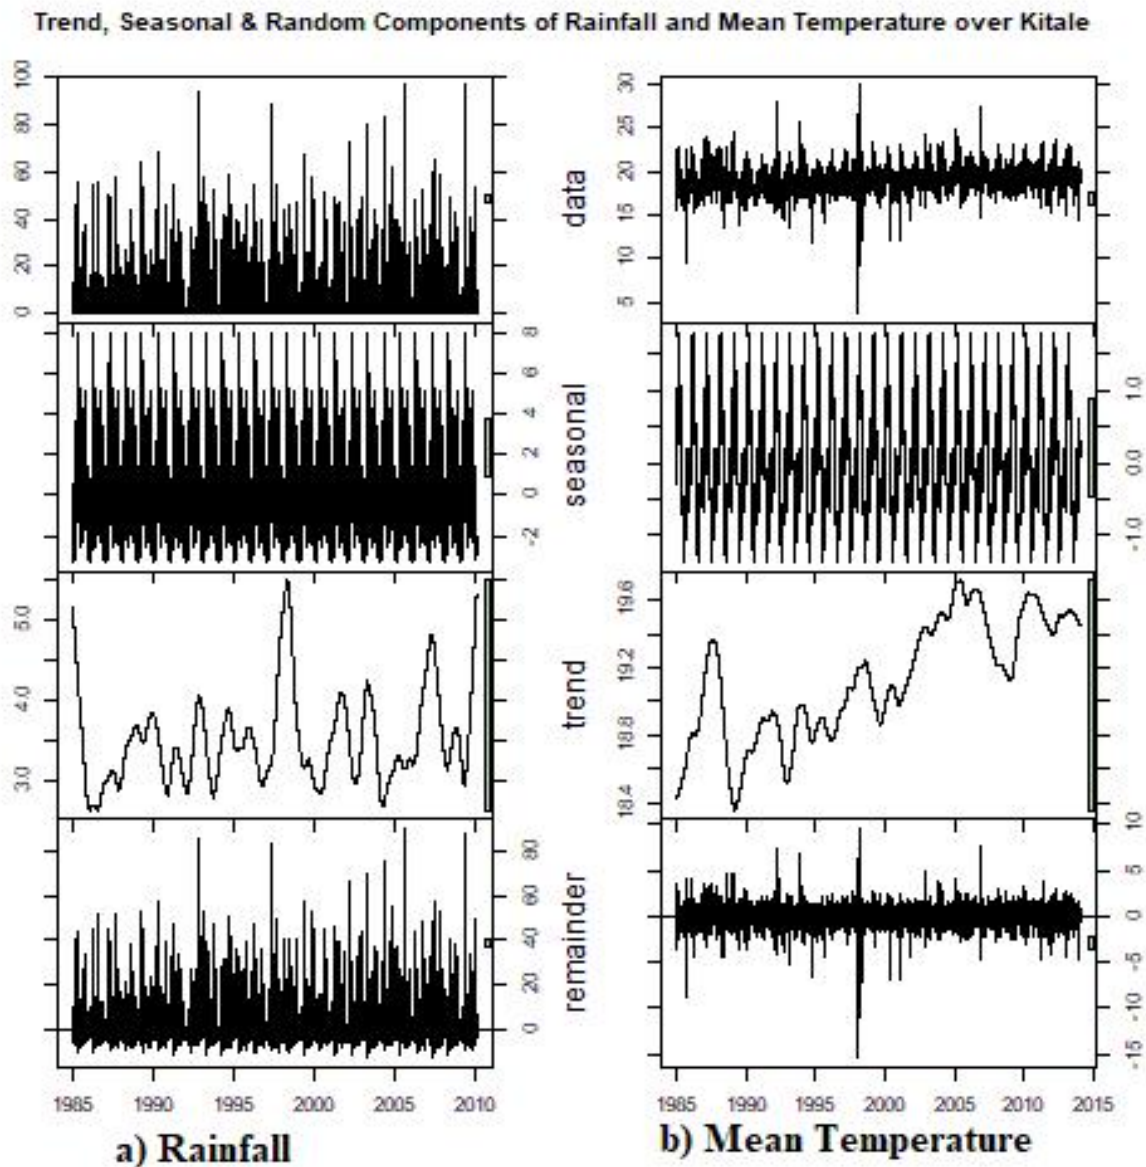 Trend, Seasonal & Random Components of Rainfall and Mean Temperature over Kitale
0 20 40 60 80 100
data
5 10 15 20 25 30
-2 0 2 4 6 8
seasonal
-1.0 0.0 1.0
3.0 4.0 5.0
trend
18.4 18.8 19.2 19.6
0 20 40 60 80
remainder
-15 -10 -5 0 5 10
1985 1990 1995 2000 2005 2010
1985 1990 1995 2000 2005 2010 2015
a) Rainfall
b) Mean Temperature